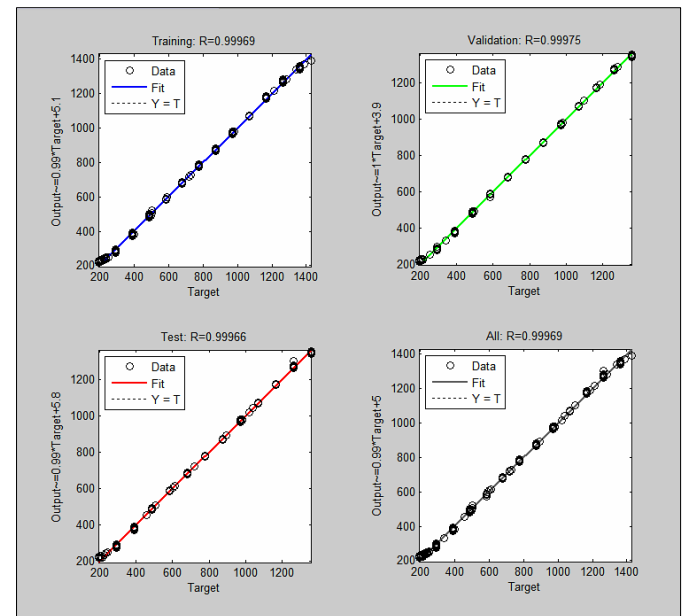 Training: R=0.99969
Output~=0.99*Target+5.1
1400
1200
1000
800
600
400
200
Data
Fit
Y = T
200 400 600 800 1000 1200 1400
Target
Validation: R=0.99975
Output~=1*Target+3.9
1200
1000
800
600
400
200
Data
Fit
Y = T
200 400 600 800 1000 1200
Target
Test: R=0.99966
Output~=0.99*Target+5.8
1200
1000
800
600
400
200
Data
Fit
Y = T
200 400 600 800 1000 1200
Target
All: R=0.99969
Output~=0.99*Target+5
1400
1200
1000
800
600
400
200
Data
Fit
Y = T
200 400 600 800 1000 1200 1400
Target